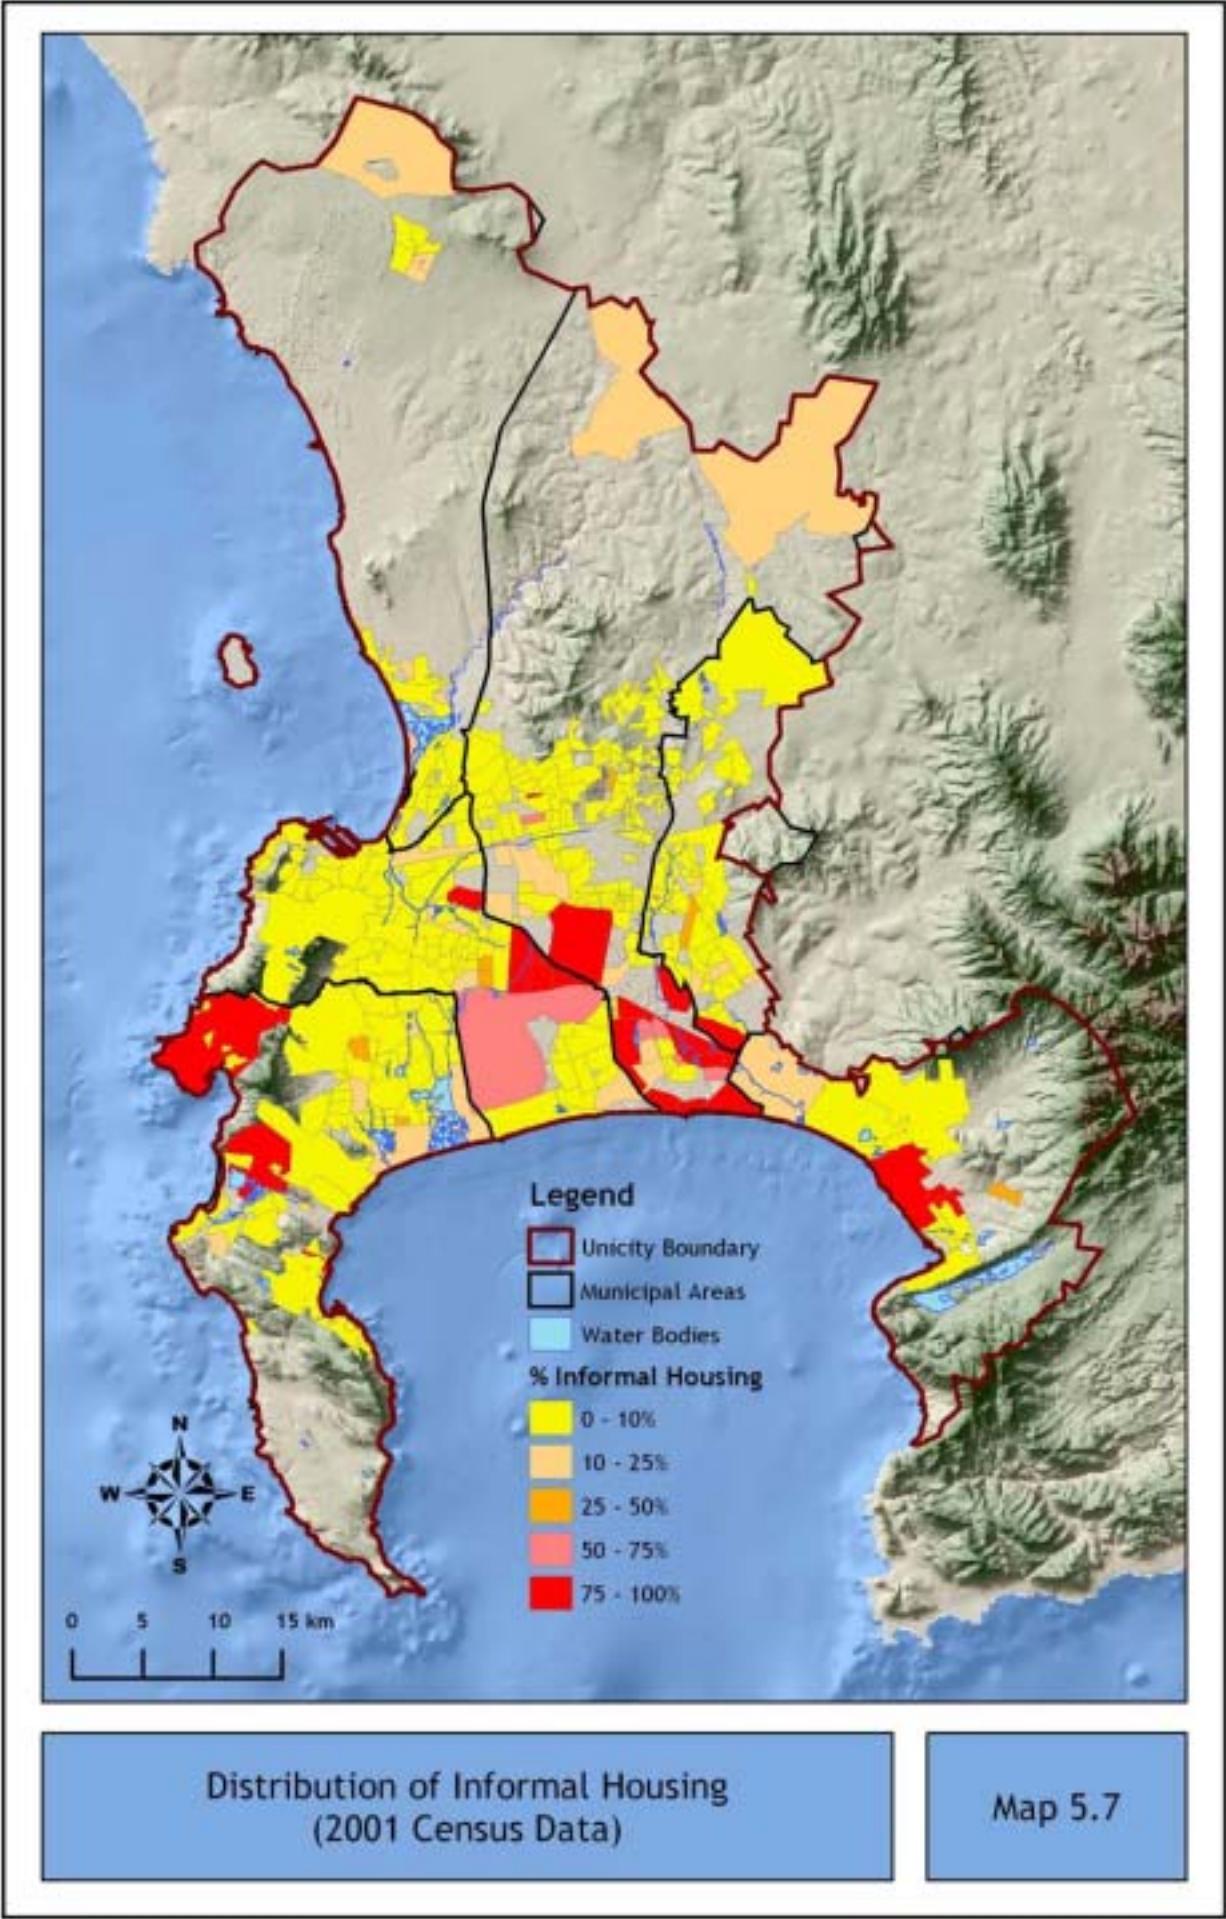 Legend
Unicity Boundary
Municipal Areas
Water Bodies
% Informal Housing
0 - 10%
10 - 25%
25 - 50%
50 - 75%
75 - 100%
N
W E
S
0 5 10 15 km
Distribution of Informal Housing
(2001 Census Data)
Map 5.7